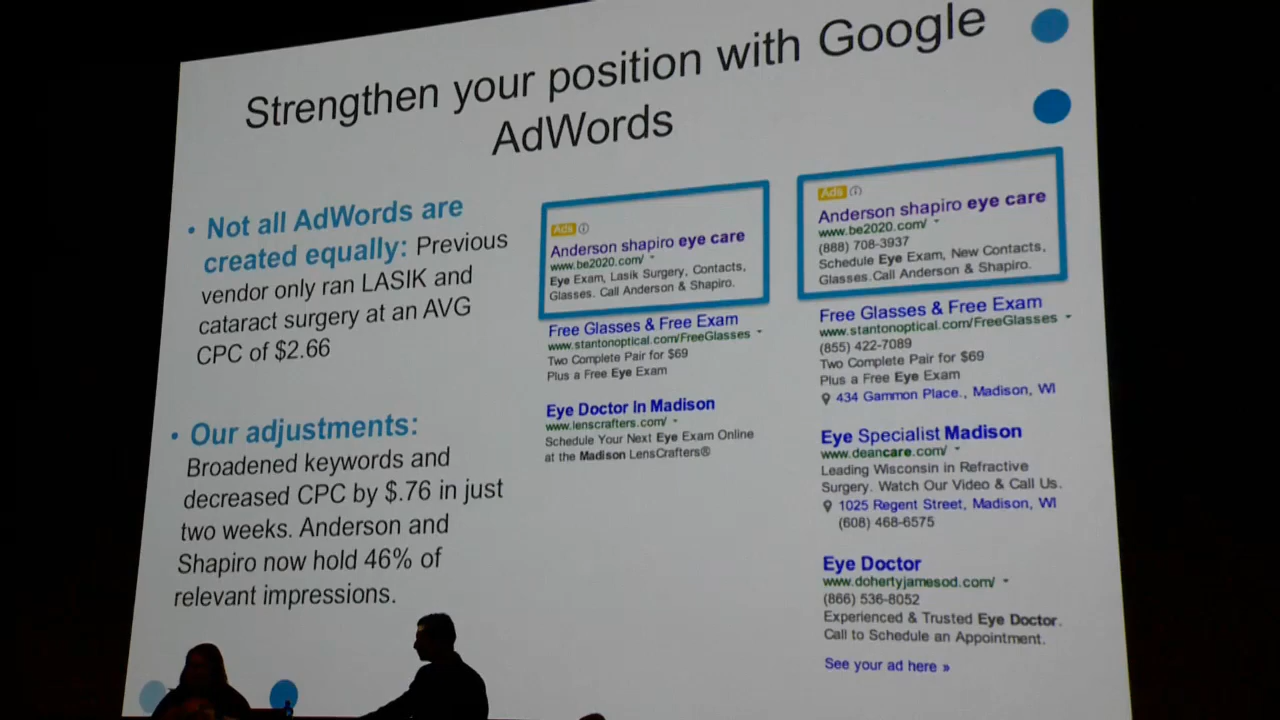 Strengthen your position with Google
AdWords
• Not all AdWords are
created equally: Previous
vendor only ran LASIK and
cataract surgery at an AVG
CPC of $2.66
• Our adjustments:
Broadened keywords and
decreased CPC by $.76 in just
two weeks. Anderson and
Shapiro now hold 46% of
relevant impressions.
Ads
Anderson shapiro eye care
www.be2020.com/
Eye Exam, Lasik Surgery, Contacts,
Glasses. Call Anderson & Shapiro.
Free Glasses & Free Exam
www.stantonoptical.com/FreeGlasses
Two Complete Pair for $69
Plus a Free Eye Exam
Eye Doctor In Madison
www.lenscrafters.com/
Schedule Your Next Eye Exam Online
at the Madison LensCrafters®
Ads
Anderson shapiro eye care
www.be2020.com/
(888) 708-3937
Schedule Eye Exam, New Contacts,
Glasses.Call Anderson & Shapiro.
Free Glasses & Free Exam
www.stantonoptical.com/FreeGlasses
(855) 422-7089
Two Complete Pair for $69
Plus a Free Eye Exam
434 Gammon Place., Madison, WI
Eye Specialist Madison
www.deancare.com/
Leading Wisconsin in Refractive
Surgery. Watch Our Video & Call Us.
1025 Regent Street, Madison, WI
(608) 468-6575
Eye Doctor
www.dohertyjamesod.com/
(866) 536-8052
Experienced & Trusted Eye Doctor.
Call to Schedule an Appointment.
See your ad here »